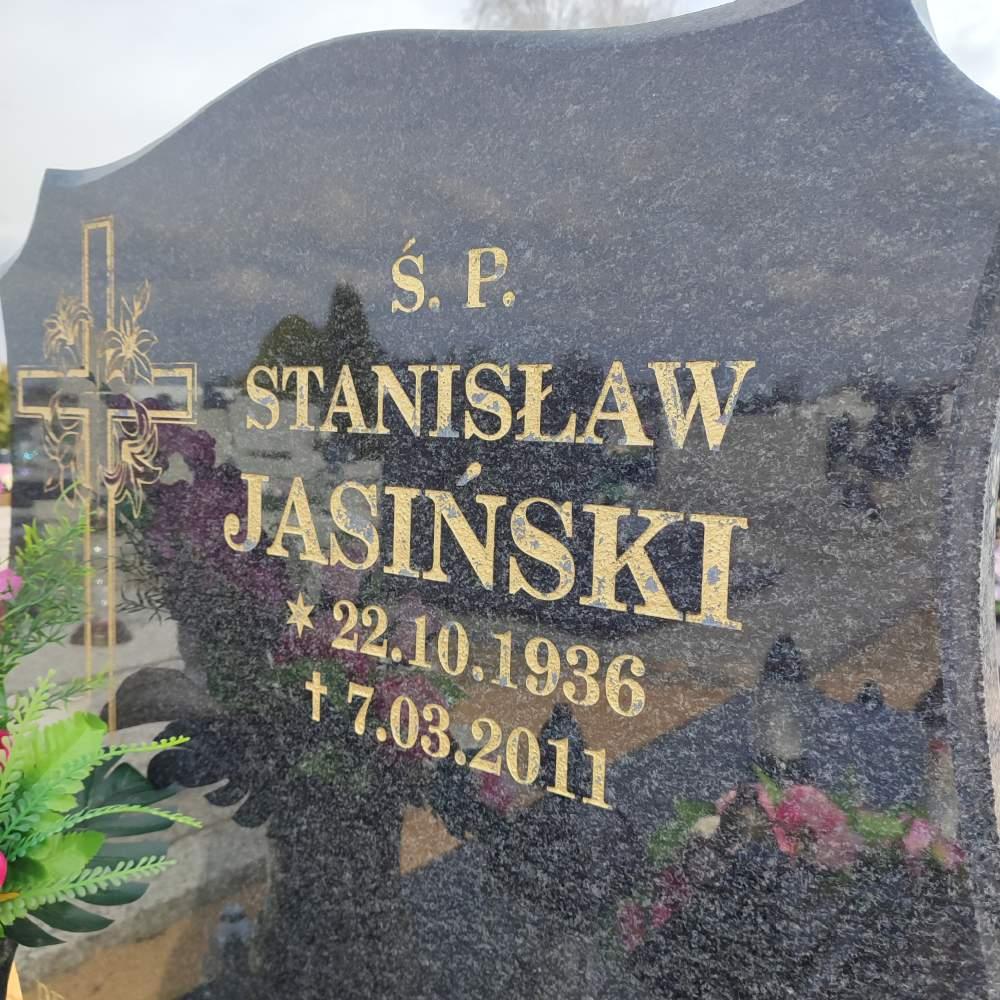 Ś. P.
STANISŁAW
JASIŃSKI
* 22.10.1936
† 7.03.2011